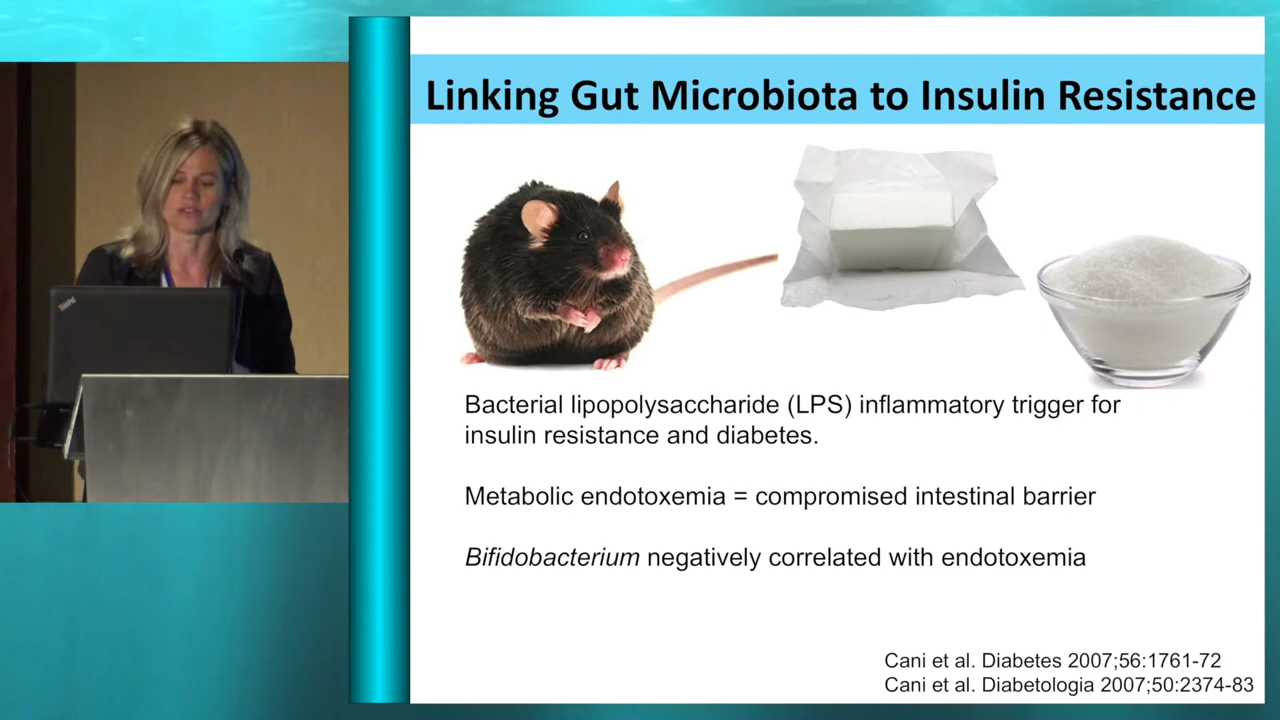 Linking Gut Microbiota to Insulin Resistance
Bacterial lipopolysaccharide (LPS) inflammatory trigger for
insulin resistance and diabetes.
Metabolic endotoxemia = compromised intestinal barrier
Bifidobacterium negatively correlated with endotoxemia
Cani et al. Diabetes 2007;56:1761-72
Cani et al. Diabetologia 2007;50:2374-83
ThinkPad